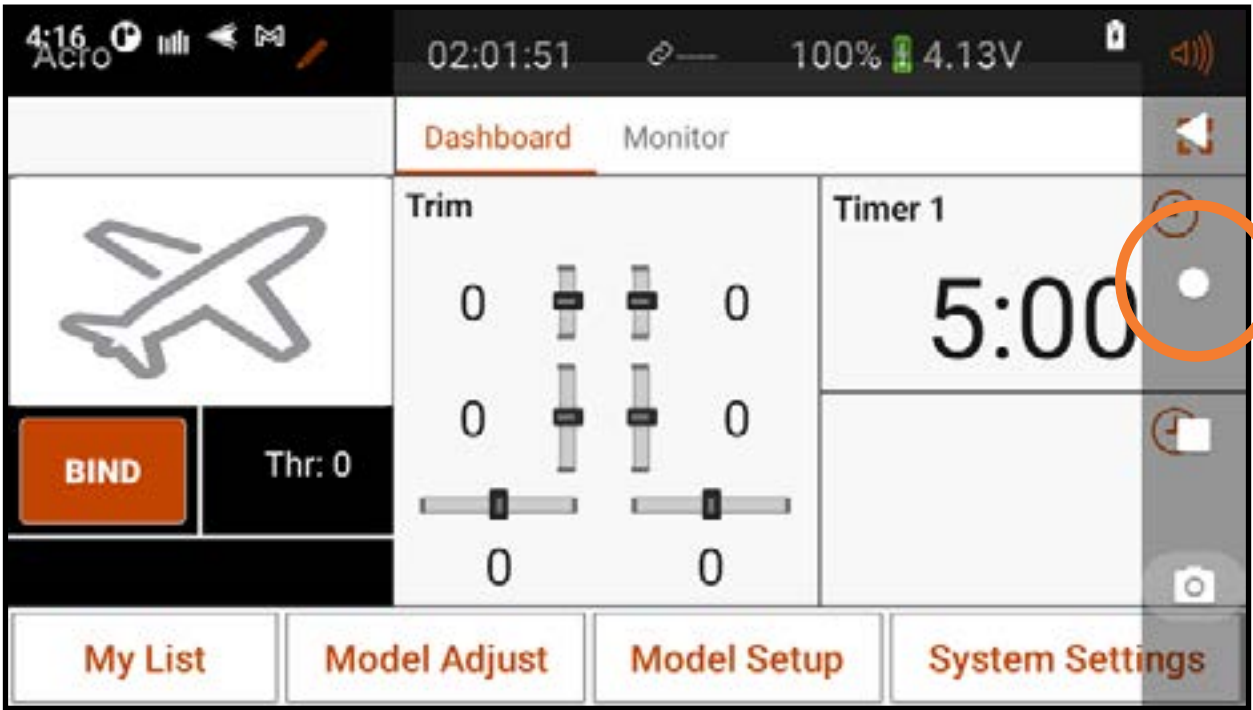 4:16
Acro
02:01:51 ---- 100% 4.13V
Dashboard Monitor
Trim
Timer 1
0 0
5:00
0 0
BIND
Thr: 0
0 0
My List Model Adjust Model Setup System Settings